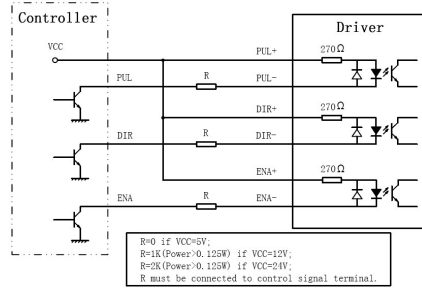 Controller
Driver
VCC
PUL+
270Ω
PUL
R
PUL-
DIR+
270Ω
DIR
R
DIR-
ENA+
270Ω
ENA
R
ENA-
R=0 if VCC=5V;
R=1K(Power>0.125W) if VCC=12V;
R=2K(Power>0.125W) if VCC=24V;
R must be connected to control signal terminal.